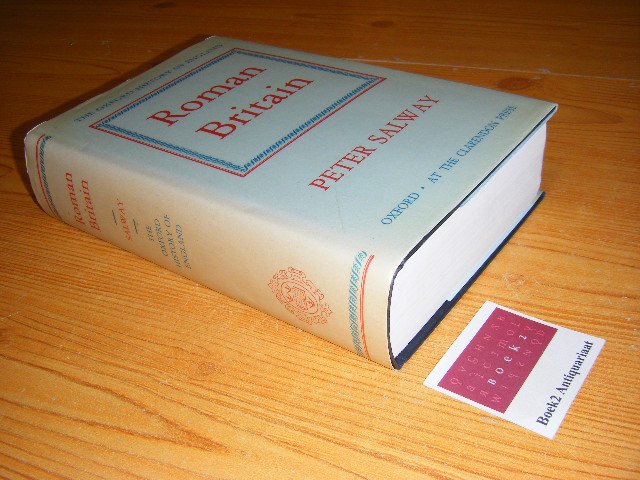 THE OXFORD HISTORY OF ENGLAND
Roman
Britain
PETER SALWAY
OXFORD · AT THE CLARENDON PRESS
Roman
Britain
SALWAY
THE
OXFORD
HISTORY OF
ENGLAND
Boek2
Boek2 Antiquariaat